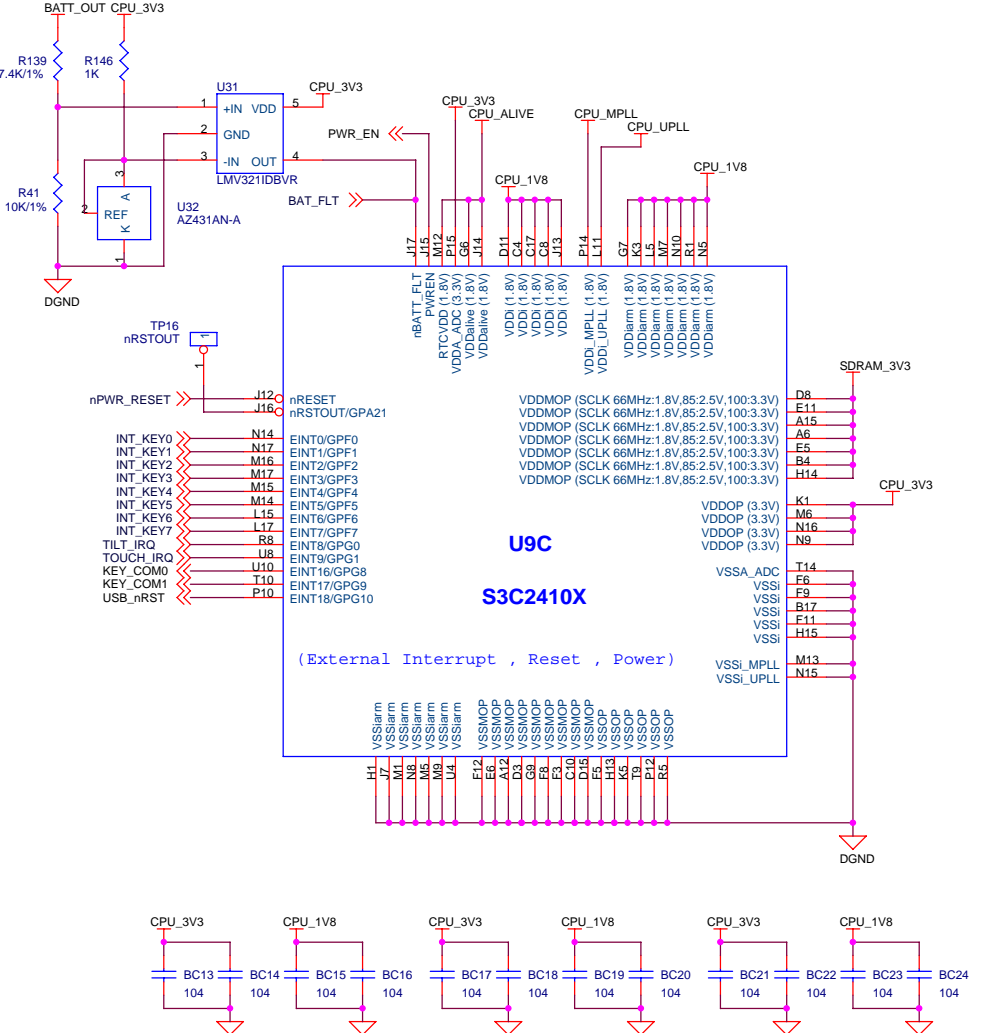 BATT_OUT CPU_3V3
R139
7.4K/1%
R146
1K
U31
1 +IN VDD 5
2 GND
3 -IN OUT 4
LMV321IDBVR
CPU_3V3
R41
10K/1%
3
A
2 REF
K
1
U32
AZ431AN-A
DGND
PWR_EN
BAT_FLT
CPU_3V3
CPU_ALIVE
CPU_1V8
CPU_MPLL
CPU_UPLL
CPU_1V8
J17 nBATT_FLT
J15 PWREN
M12 RTCVDD (1.8V)
P15 VDDA_ADC (3.3V)
G6 VDDalive (1.8V)
J14 VDDalive (1.8V)
D11 VDDi (1.8V)
C4 VDDi (1.8V)
C17 VDDi (1.8V)
C8 VDDi (1.8V)
J13 VDDi (1.8V)
P14 VDDi_MPLL (1.8V)
L11 VDDi_UPLL (1.8V)
G7 VDDiarm (1.8V)
K3 VDDiarm (1.8V)
L5 VDDiarm (1.8V)
M7 VDDiarm (1.8V)
N10 VDDiarm (1.8V)
R1 VDDiarm (1.8V)
N5 VDDiarm (1.8V)
TP16
nRSTOUT
1
1
nPWR_RESET J12 nRESET
J16 nRSTOUT/GPA21
INT_KEY0 N14 EINT0/GPF0
INT_KEY1 N17 EINT1/GPF1
INT_KEY2 M16 EINT2/GPF2
INT_KEY3 M17 EINT3/GPF3
INT_KEY4 M15 EINT4/GPF4
INT_KEY5 M14 EINT5/GPF5
INT_KEY6 L15 EINT6/GPF6
INT_KEY7 L17 EINT7/GPF7
TILT_IRQ R8 EINT8/GPG0
TOUCH_IRQ U8 EINT9/GPG1
KEY_COM0 U10 EINT16/GPG8
KEY_COM1 T10 EINT17/GPG9
USB_nRST P10 EINT18/GPG10
SDRAM_3V3
VDDMOP (SCLK 66MHz:1.8V,85:2.5V,100:3.3V) D8
VDDMOP (SCLK 66MHz:1.8V,85:2.5V,100:3.3V) E11
VDDMOP (SCLK 66MHz:1.8V,85:2.5V,100:3.3V) A15
VDDMOP (SCLK 66MHz:1.8V,85:2.5V,100:3.3V) A6
VDDMOP (SCLK 66MHz:1.8V,85:2.5V,100:3.3V) E5
VDDMOP (SCLK 66MHz:1.8V,85:2.5V,100:3.3V) B4
VDDMOP (SCLK 66MHz:1.8V,85:2.5V,100:3.3V) H14
CPU_3V3
VDDOP (3.3V) K1
VDDOP (3.3V) M6
VDDOP (3.3V) N16
VDDOP (3.3V) N9
U9C
S3C2410X
VSSA_ADC T14
VSSi F6
VSSi F9
VSSi B17
VSSi F11
VSSi H15
VSSi_MPLL M13
VSSi_UPLL N15
(External Interrupt , Reset , Power)
VSSiarm H1
VSSiarm J7
VSSiarm M1
VSSiarm N8
VSSiarm M5
VSSiarm M9
VSSiarm U4
VSSMOP F12
VSSMOP E6
VSSMOP A12
VSSMOP D3
VSSMOP G9
VSSMOP F8
VSSMOP F3
VSSMOP C10
VSSMOP D15
VSSOP F5
VSSOP H13
VSSOP K5
VSSOP T9
VSSOP P12
VSSOP R5
DGND
CPU_3V3 CPU_1V8 CPU_3V3 CPU_1V8 CPU_3V3 CPU_1V8
BC13 BC14 BC15 BC16 BC17 BC18 BC19 BC20 BC21 BC22 BC23 BC24
104 104 104 104 104 104 104 104 104 104 104 104